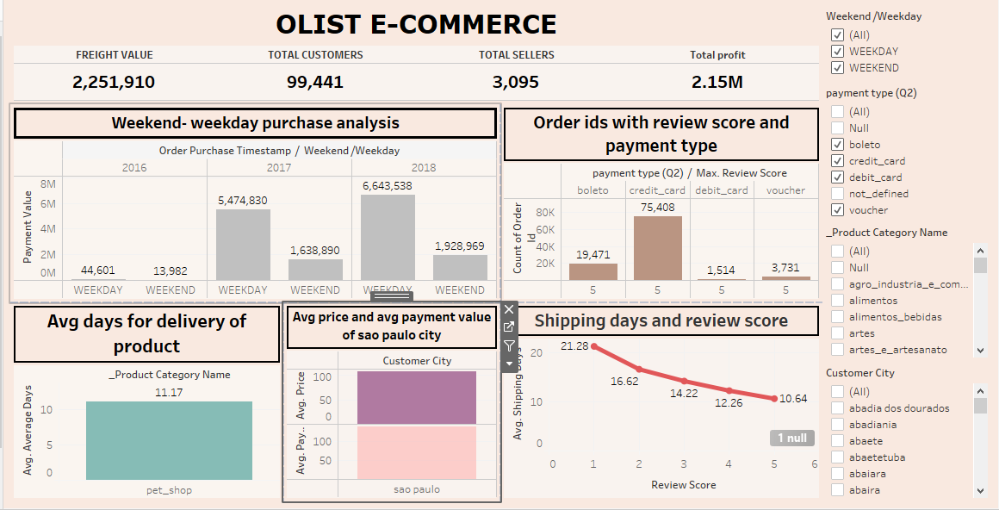 OLIST E-COMMERCE
FREIGHT VALUE TOTAL CUSTOMERS TOTAL SELLERS Total profit
2,251,910 99,441 3,095 2.15M
Weekend- weekday purchase analysis
Order Purchase Timestamp / Weekend /Weekday
2016 2017 2018
Payment Value
8M
6M
4M
2M
0M
44,601 13,982 5,474,830 1,638,890 6,643,538 1,928,969
WEEKDAY WEEKEND WEEKDAY WEEKEND WEEKDAY WEEKEND
Order ids with review score and
payment type
payment type (Q2) / Max. Review Score
boleto credit_card debit_card voucher
Count of Order
Id
80K
60K
40K
20K
19,471 75,408 1,514 3,731
5 5 5 5
Avg days for delivery of
product
_Product Category Name
11.17
Avg. Average Days
10
5
0
pet_shop
Avg price and avg payment value
of sao paulo city
Customer City
Avg. Price
100
50
0
Avg. Pay..
100
50
sao paulo
Shipping days and review score
Avg. Shipping Days
20
10
0
21.28
16.62
14.22
12.26
10.64
1 null
0 1 2 3 4 5 6
Review Score
Weekend /Weekday
(All)
WEEKDAY
WEEKEND
payment type (Q2)
(All)
Null
boleto
credit_card
debit_card
not_defined
voucher
_Product Category Name
(All)
Null
agro_industria_e_com...
alimentos
alimentos_bebidas
artes
artes_e_artesanato
Customer City
(All)
abadia dos dourados
abadiania
abaete
abaetetuba
abaiara
abaira